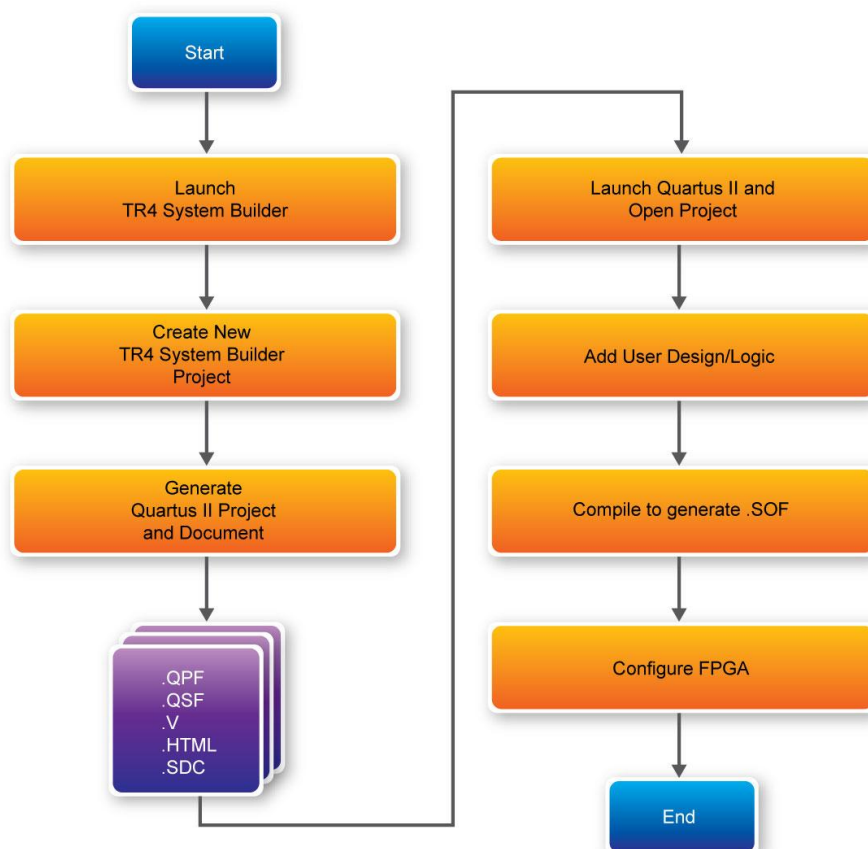 Start
Launch
TR4 System Builder
Create New
TR4 System Builder
Project
Generate
Quartus II Project
and Document
.QPF
.QSF
.V
.HTML
.SDC
Launch Quartus II and
Open Project
Add User Design/Logic
Compile to generate .SOF
Configure FPGA
End